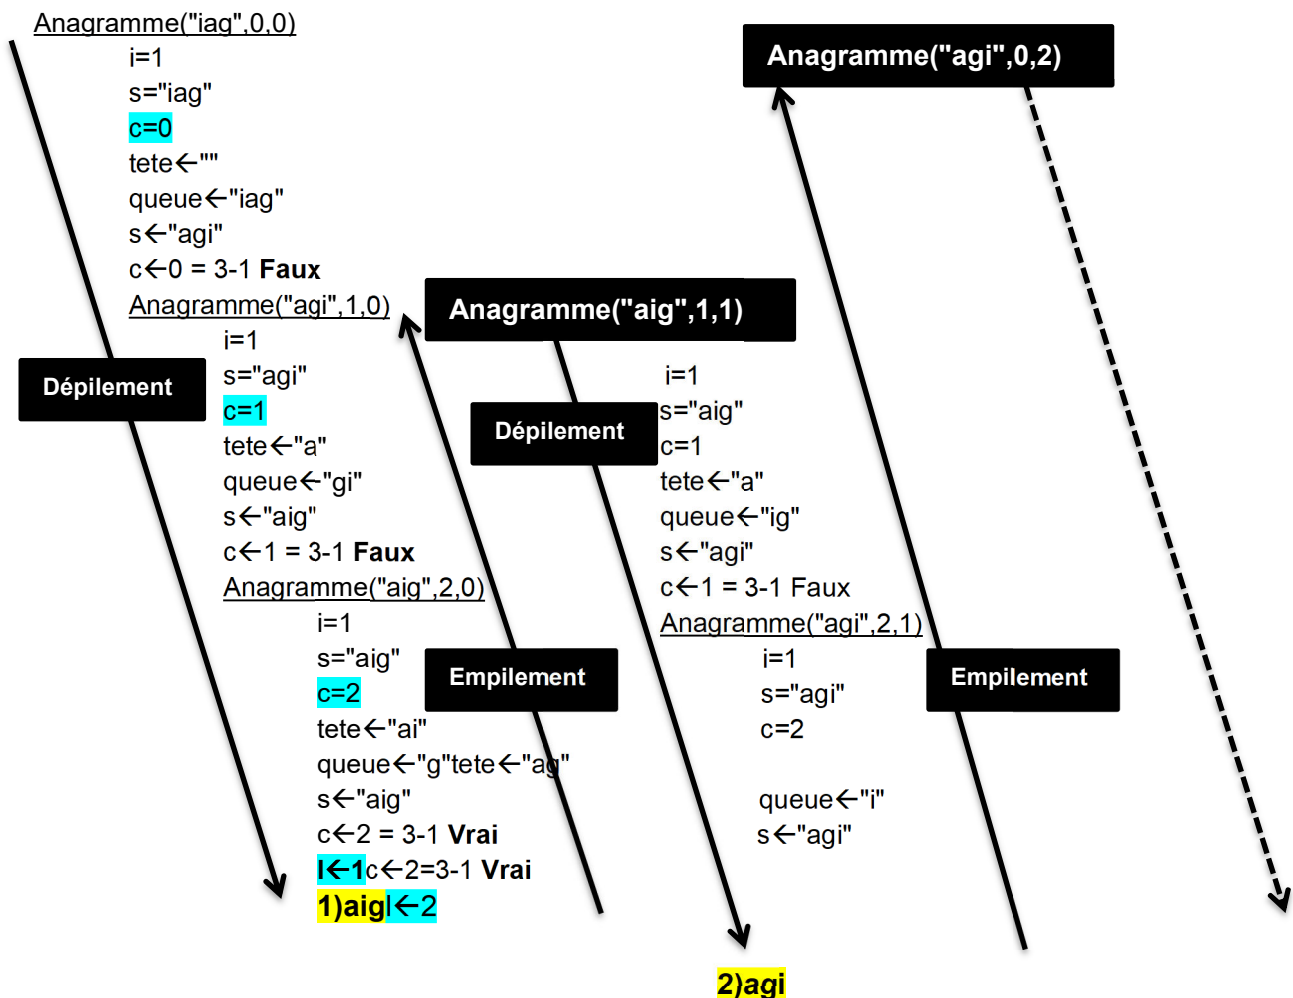 Anagramme("iag",0,0)
i=1
s="iag"
c=0
tete←""
queue←"iag"
s←"agi"
c←0 = 3-1 Faux
Anagramme("agi",1,0)
i=1
s="agi"
c=1
tete←"a"
queue←"gi"
s←"aig"
c←1 = 3-1 Faux
Anagramme("aig",2,0)
i=1
s="aig"
c=2
tete←"ai"
queue←"g"tete←"ag"
s←"aig"
c←2 = 3-1 Vrai
l←1c←2=3-1 Vrai
1)aigl←2
Dépilement
Empilement
Anagramme("aig",1,1)
Dépilement
i=1
s="aig"
c=1
tete←"a"
queue←"ig"
s←"agi"
c←1 = 3-1 Faux
Anagramme("agi",2,1)
i=1
s="agi"
c=2
queue←"i"
s←"agi"
2)agi
Empilement
Anagramme("agi",0,2)